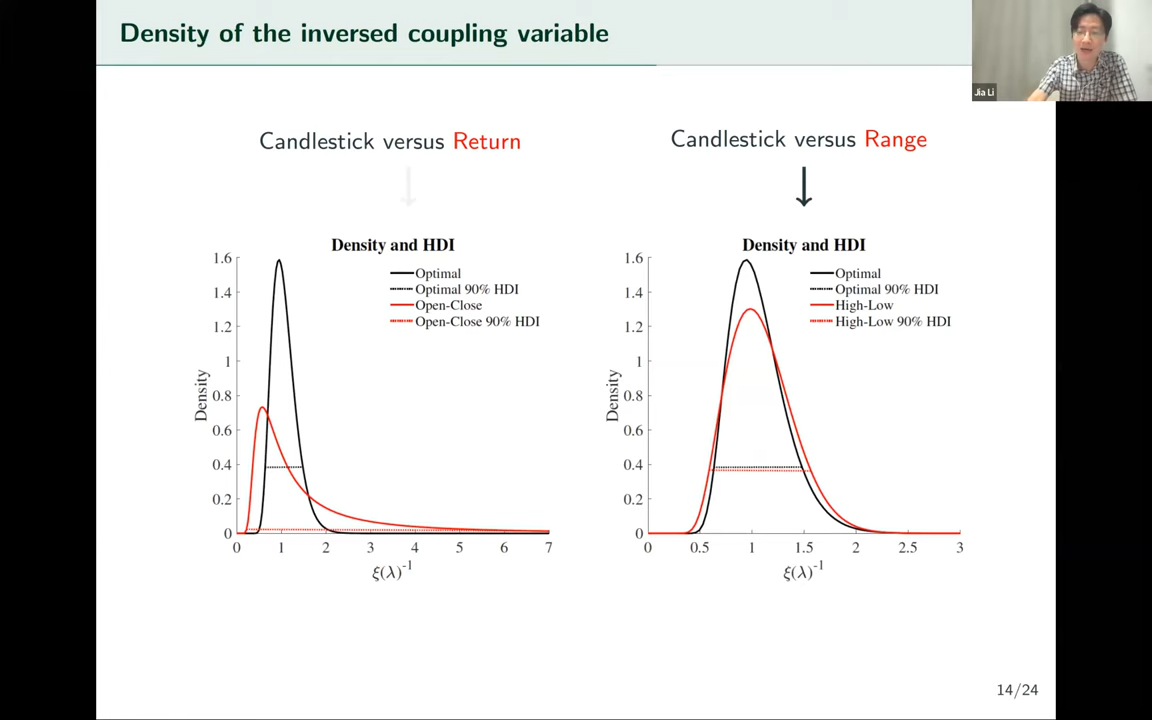 Density of the inversed coupling variable
Jia Li
Candlestick versus Return
Density and HDI
1.6
1.4
1.2
1
0.8
0.6
0.4
0.2
0
Density
Optimal
Optimal 90% HDI
Open-Close
Open-Close 90% HDI
0 1 2 3 4 5 6 7
ξ(λ)⁻¹
Candlestick versus Range
Density and HDI
1.6
1.4
1.2
1
0.8
0.6
0.4
0.2
0
Density
Optimal
Optimal 90% HDI
High-Low
High-Low 90% HDI
0 0.5 1 1.5 2 2.5 3
ξ(λ)⁻¹
14/24